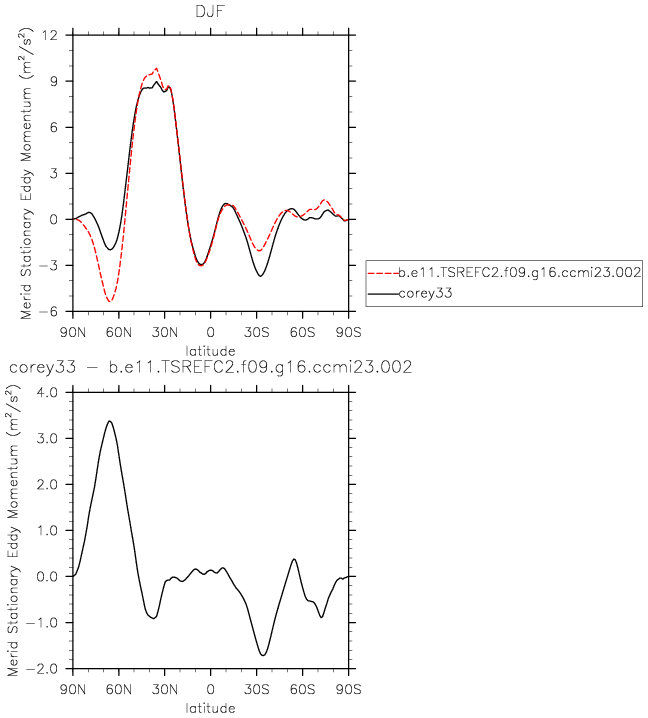 DJF
Merid Stationary Eddy Momentum (m²/s²)
12
9
6
3
0
−3
−6
90N 60N 30N 0 30S 60S 90S
latitude
b.e11.TSREFC2.f09.g16.ccmi23.002
corey33
corey33 − b.e11.TSREFC2.f09.g16.ccmi23.002
Merid Stationary Eddy Momentum (m²/s²)
4.0
3.0
2.0
1.0
0.0
−1.0
−2.0
90N 60N 30N 0 30S 60S 90S
latitude